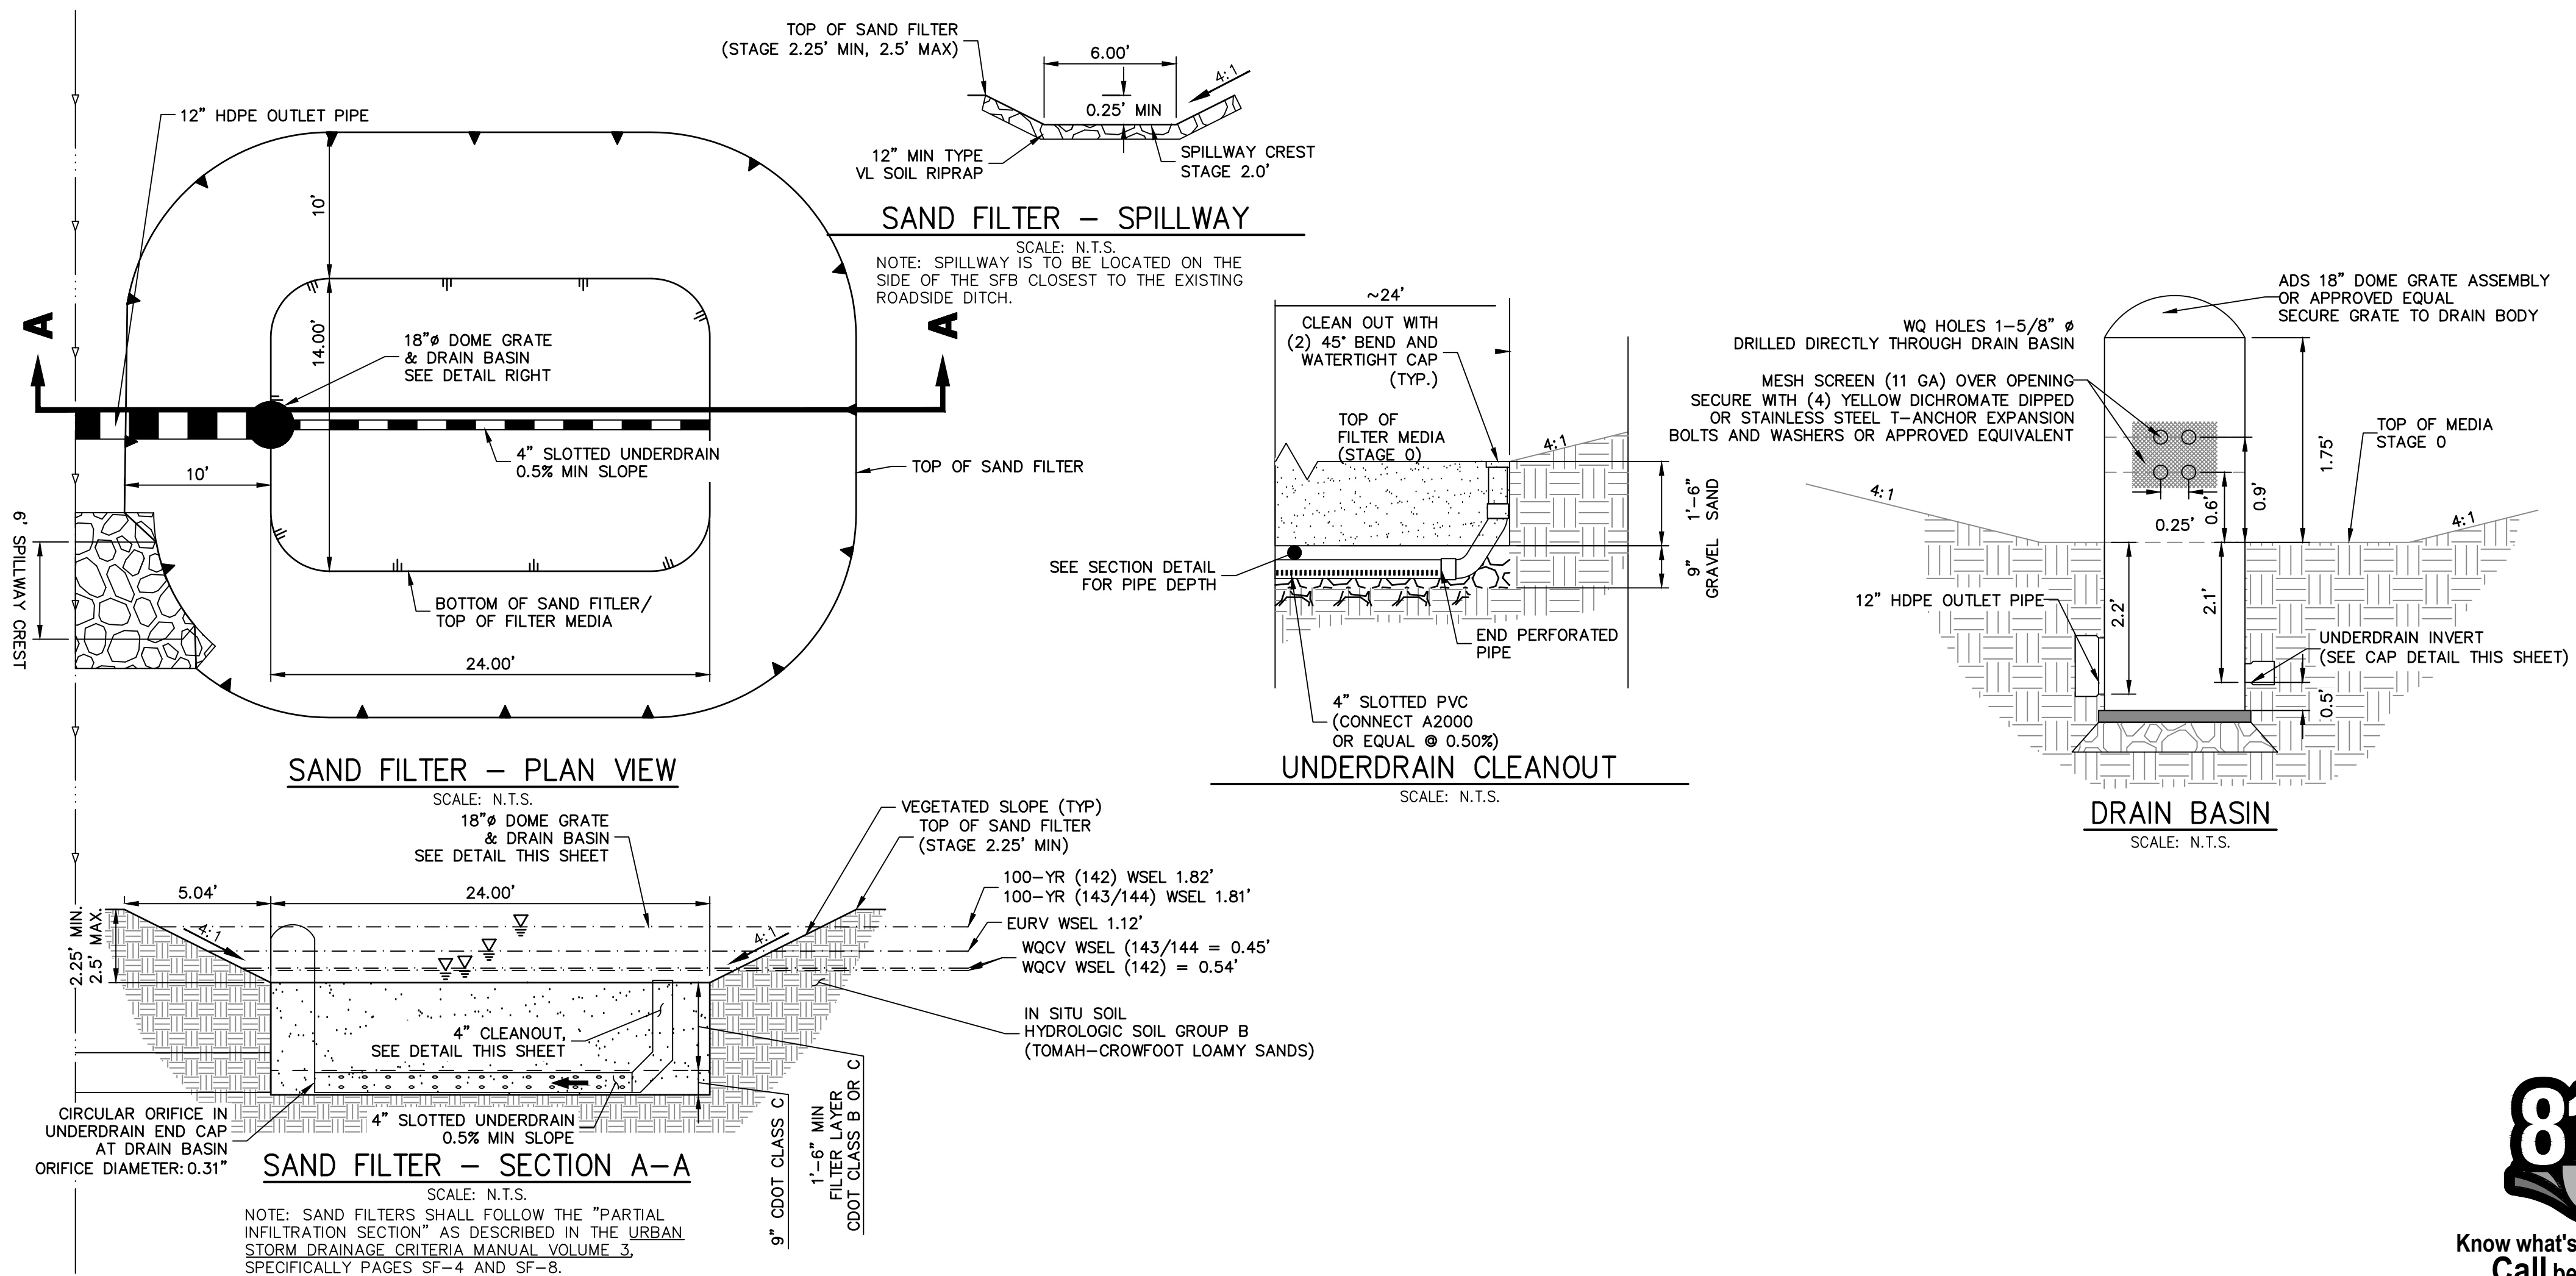 TOP OF SAND FILTER
(STAGE 2.25' MIN, 2.5' MAX)
6.00'
4:1
0.25' MIN
12" MIN TYPE
VL SOIL RIPRAP
SPILLWAY CREST
STAGE 2.0'
SAND FILTER – SPILLWAY
SCALE: N.T.S.
NOTE: SPILLWAY IS TO BE LOCATED ON THE
SIDE OF THE SFB CLOSEST TO THE EXISTING
ROADSIDE DITCH.
12" HDPE OUTLET PIPE
10'
14.00'
A
A
18"ø DOME GRATE
& DRAIN BASIN
SEE DETAIL RIGHT
4" SLOTTED UNDERDRAIN
0.5% MIN SLOPE
10'
TOP OF SAND FILTER
6' SPILLWAY CREST
BOTTOM OF SAND FITLER/
TOP OF FILTER MEDIA
24.00'
SAND FILTER – PLAN VIEW
SCALE: N.T.S.
~24'
CLEAN OUT WITH
(2) 45° BEND AND
WATERTIGHT CAP
(TYP.)
TOP OF
FILTER MEDIA
(STAGE 0)
4:1
1'-6"
SAND
9"
GRAVEL
SEE SECTION DETAIL
FOR PIPE DEPTH
END PERFORATED
PIPE
4" SLOTTED PVC
(CONNECT A2000
OR EQUAL @ 0.50%)
UNDERDRAIN CLEANOUT
SCALE: N.T.S.
ADS 18" DOME GRATE ASSEMBLY
OR APPROVED EQUAL
SECURE GRATE TO DRAIN BODY
WQ HOLES 1-5/8" ø
DRILLED DIRECTLY THROUGH DRAIN BASIN
MESH SCREEN (11 GA) OVER OPENING
SECURE WITH (4) YELLOW DICHROMATE DIPPED
OR STAINLESS STEEL T-ANCHOR EXPANSION
BOLTS AND WASHERS OR APPROVED EQUIVALENT
TOP OF MEDIA
STAGE 0
1.75'
0.9'
0.6'
0.25'
4:1
4:1
12" HDPE OUTLET PIPE
2.2'
2.1'
UNDERDRAIN INVERT
(SEE CAP DETAIL THIS SHEET)
0.5'
DRAIN BASIN
SCALE: N.T.S.
18"ø DOME GRATE
& DRAIN BASIN
SEE DETAIL THIS SHEET
VEGETATED SLOPE (TYP)
TOP OF SAND FILTER
(STAGE 2.25' MIN)
5.04'
24.00'
100-YR (142) WSEL 1.82'
100-YR (143/144) WSEL 1.81'
EURV WSEL 1.12'
WQCV WSEL (143/144 = 0.45'
WQCV WSEL (142) = 0.54'
2.25' MIN.
2.5' MAX.
4:1
4:1
IN SITU SOIL
HYDROLOGIC SOIL GROUP B
(TOMAH-CROWFOOT LOAMY SANDS)
4" CLEANOUT,
SEE DETAIL THIS SHEET
CIRCULAR ORIFICE IN
UNDERDRAIN END CAP
AT DRAIN BASIN
ORIFICE DIAMETER: 0.31"
4" SLOTTED UNDERDRAIN
0.5% MIN SLOPE
9" CDOT CLASS C
1'-6" MIN
FILTER LAYER
CDOT CLASS B OR C
SAND FILTER – SECTION A-A
SCALE: N.T.S.
NOTE: SAND FILTERS SHALL FOLLOW THE "PARTIAL
INFILTRATION SECTION" AS DESCRIBED IN THE URBAN
STORM DRAINAGE CRITERIA MANUAL VOLUME 3,
SPECIFICALLY PAGES SF-4 AND SF-8.
81
Know what's
Call be